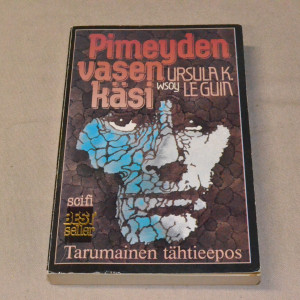 Pimeyden
vasen
käsi
URSULA K.
wsoy
LE GUIN
scifi
BEST
seller
Tarumainen tähtieepos